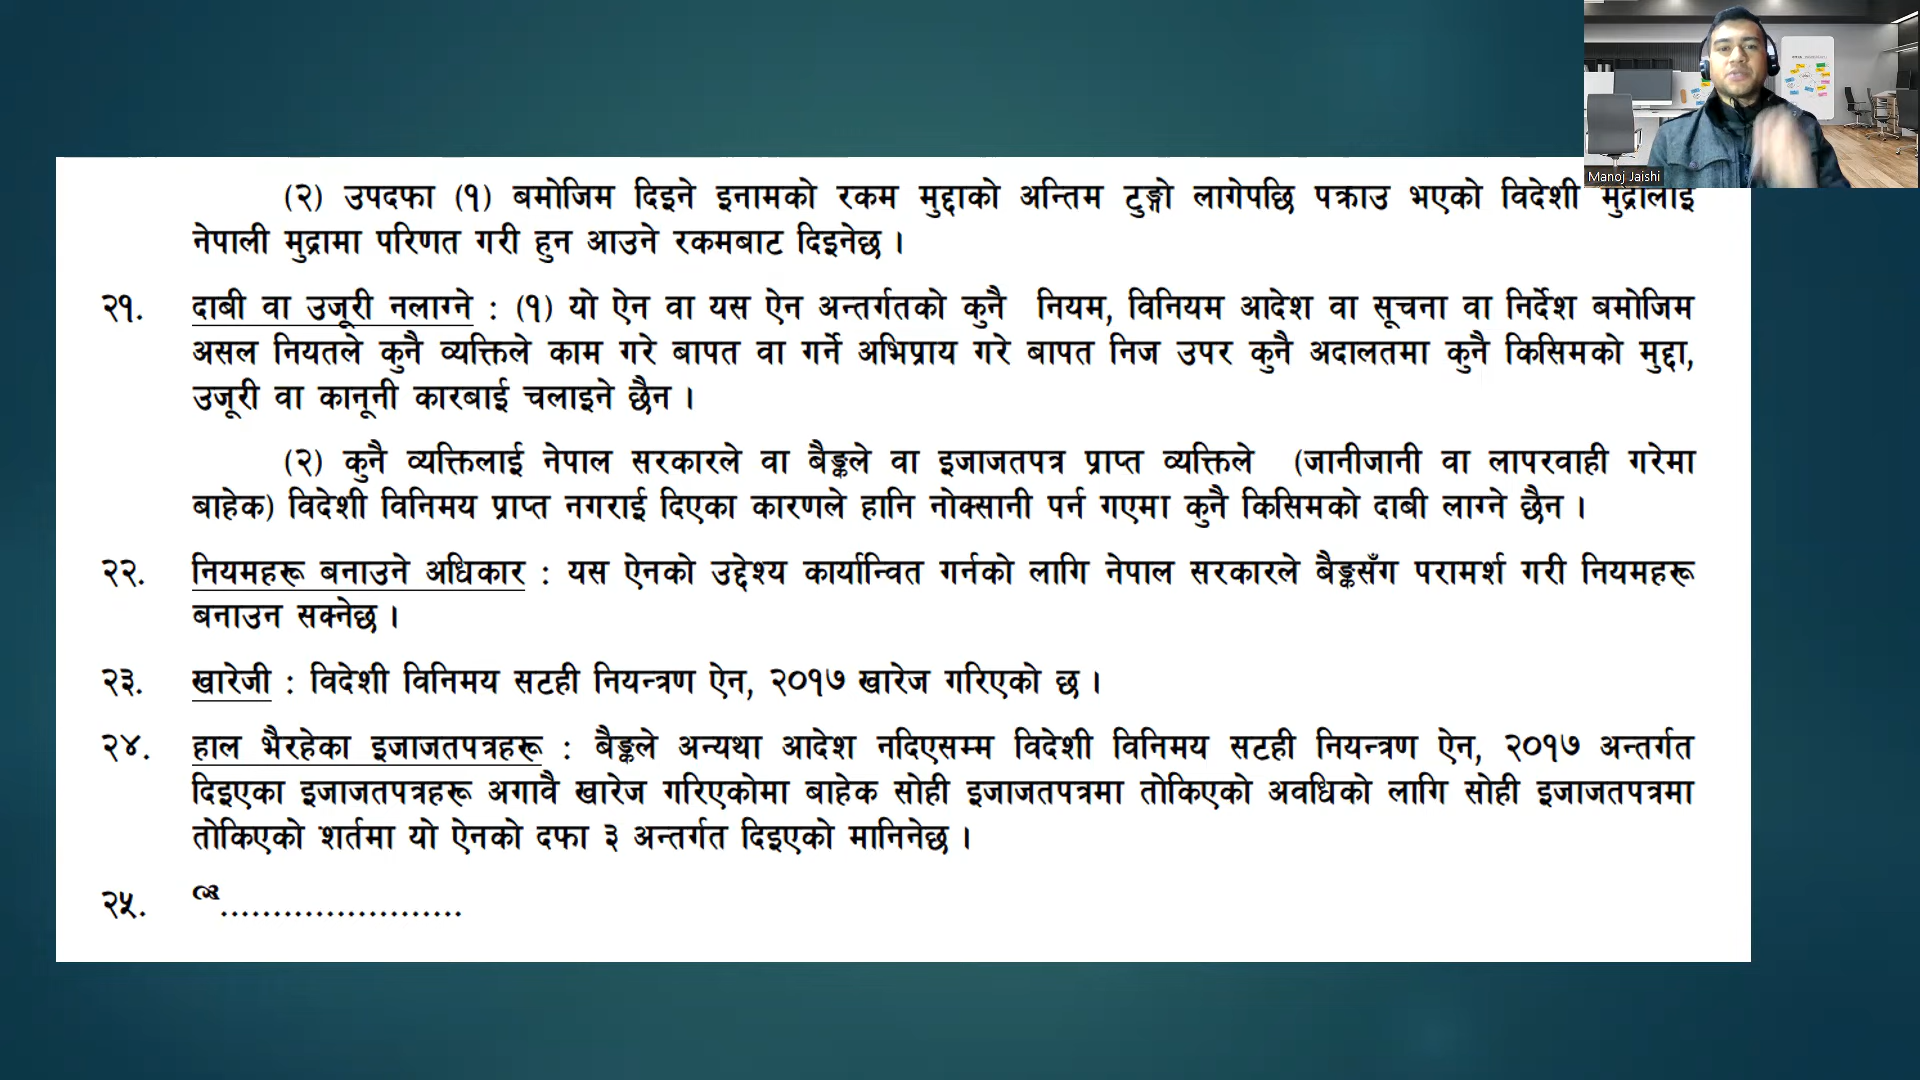 Manoj Jaishi
(२) उपदफा (१) बमोजिम दिइने इनामको रकम मुद्दाको अन्तिम टुङ्गो लागेपछि पक्राउ भएको विदेशी मुद्रालाई
नेपाली मुद्रामा परिणत गरी हुन आउने रकमबाट दिइनेछ ।
२१. दाबी वा उजूरी नलाग्ने : (१) यो ऐन वा यस ऐन अन्तर्गतको कुनै नियम, विनियम आदेश वा सूचना वा निर्देश बमोजिम
असल नियतले कुनै व्यक्तिले काम गरे बापत वा गर्ने अभिप्राय गरे बापत निज उपर कुनै अदालतमा कुनै किसिमको मुद्दा,
उजूरी वा कानूनी कारबाई चलाइने छैन ।
(२) कुनै व्यक्तिलाई नेपाल सरकारले वा बैङ्कले वा इजाजतपत्र प्राप्त व्यक्तिले (जानीजानी वा लापरवाही गरेमा
बाहेक) विदेशी विनिमय प्राप्त नगराई दिएका कारणले हानि नोक्सानी पर्न गएमा कुनै किसिमको दाबी लाग्ने छैन ।
२२. नियमहरू बनाउने अधिकार : यस ऐनको उद्देश्य कार्यान्वित गर्नको लागि नेपाल सरकारले बैङ्कसँग परामर्श गरी नियमहरू
बनाउन सक्नेछ ।
२३. खारेजी : विदेशी विनिमय सटही नियन्त्रण ऐन, २०१७ खारेज गरिएको छ ।
२४. हाल भैरहेका इजाजतपत्रहरू : बैङ्कले अन्यथा आदेश नदिएसम्म विदेशी विनिमय सटही नियन्त्रण ऐन, २०१७ अन्तर्गत
दिइएका इजाजतपत्रहरू अगावै खारेज गरिएकोमा बाहेक सोही इजाजतपत्रमा तोकिएको अवधिको लागि सोही इजाजतपत्रमा
तोकिएको शर्तमा यो ऐनको दफा ३ अन्तर्गत दिइएको मानिनेछ ।
२५. .......................